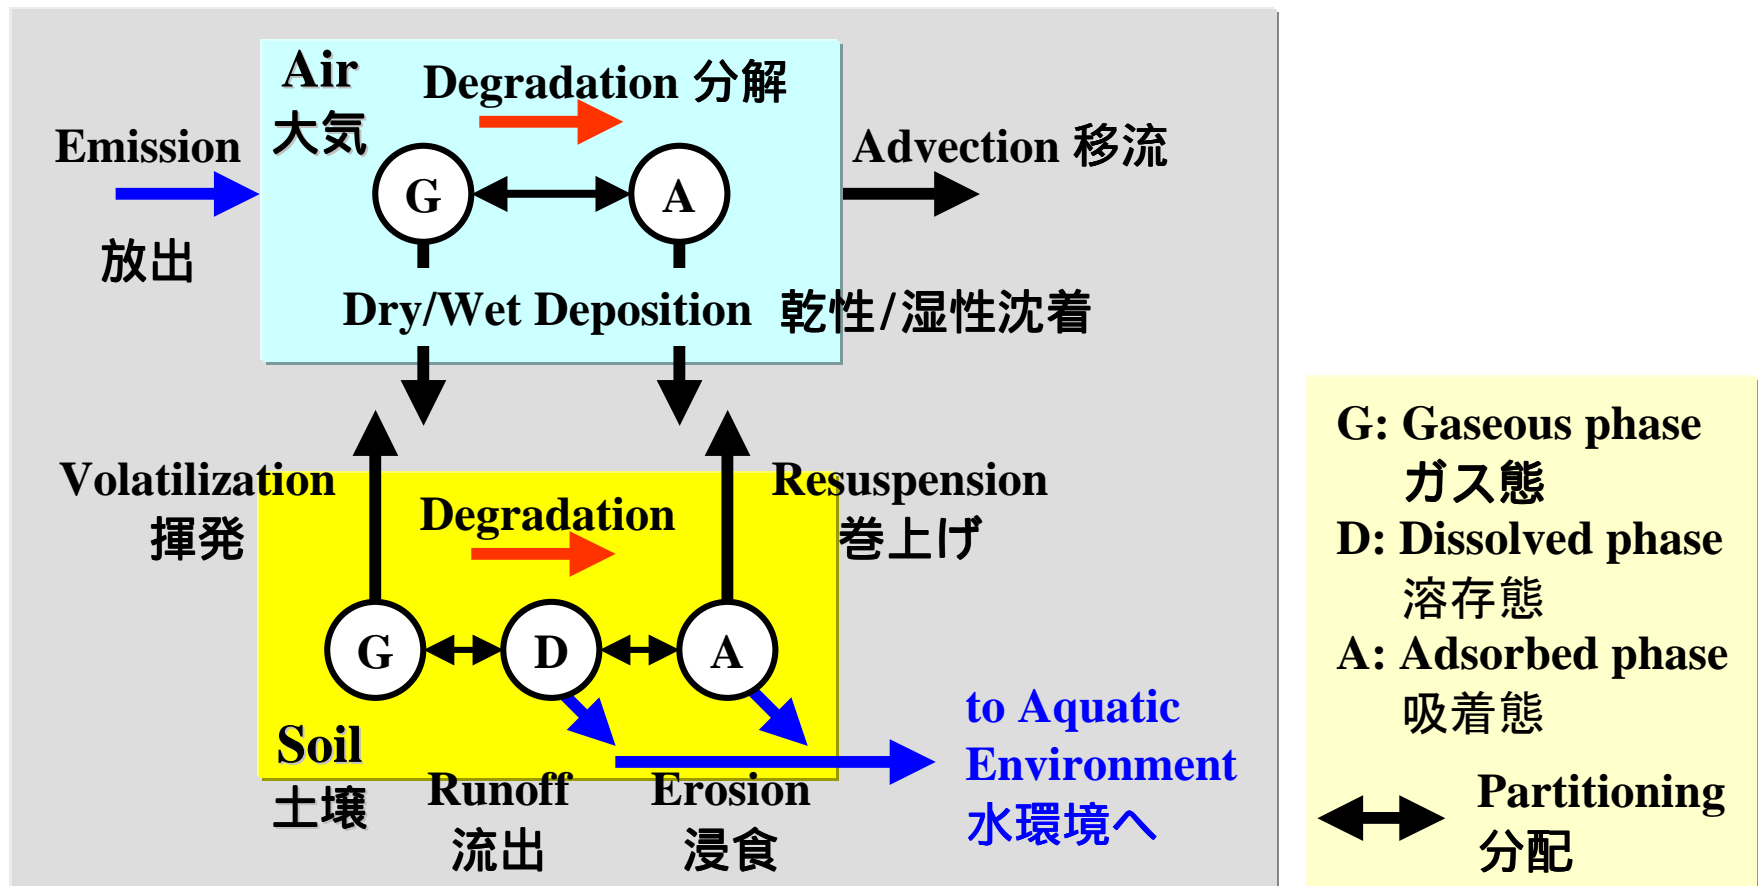 Air
大気
Degradation 分解
Emission
放出
G
A
Advection 移流
Dry/Wet Deposition 乾性/湿性沈着
Volatilization
揮発
Degradation
Resuspension
巻上げ
G
D
A
Soil
土壌
Runoff
流出
Erosion
浸食
to Aquatic
Environment
水環境へ
G: Gaseous phase
ガス態
D: Dissolved phase
溶存態
A: Adsorbed phase
吸着態
Partitioning
分配